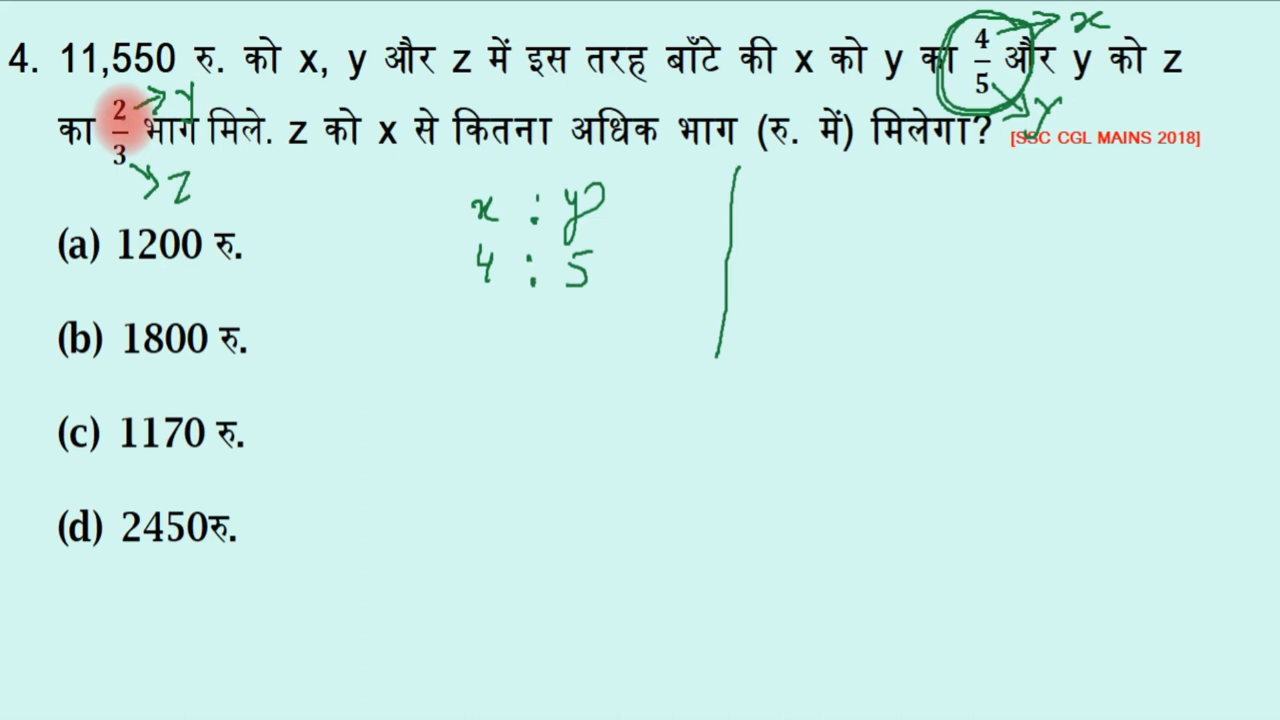 4. 11,550 रु. को x, y और z में इस तरह बाँटे की x को y का 4/5 और y को z
का 2/3 भाग मिले. z को x से कितना अधिक भाग (रु. में) मिलेगा? [SSC CGL MAINS 2018]
x
y
y
z
x : y
4 : 5
(a) 1200 रु.
(b) 1800 रु.
(c) 1170 रु.
(d) 2450रु.